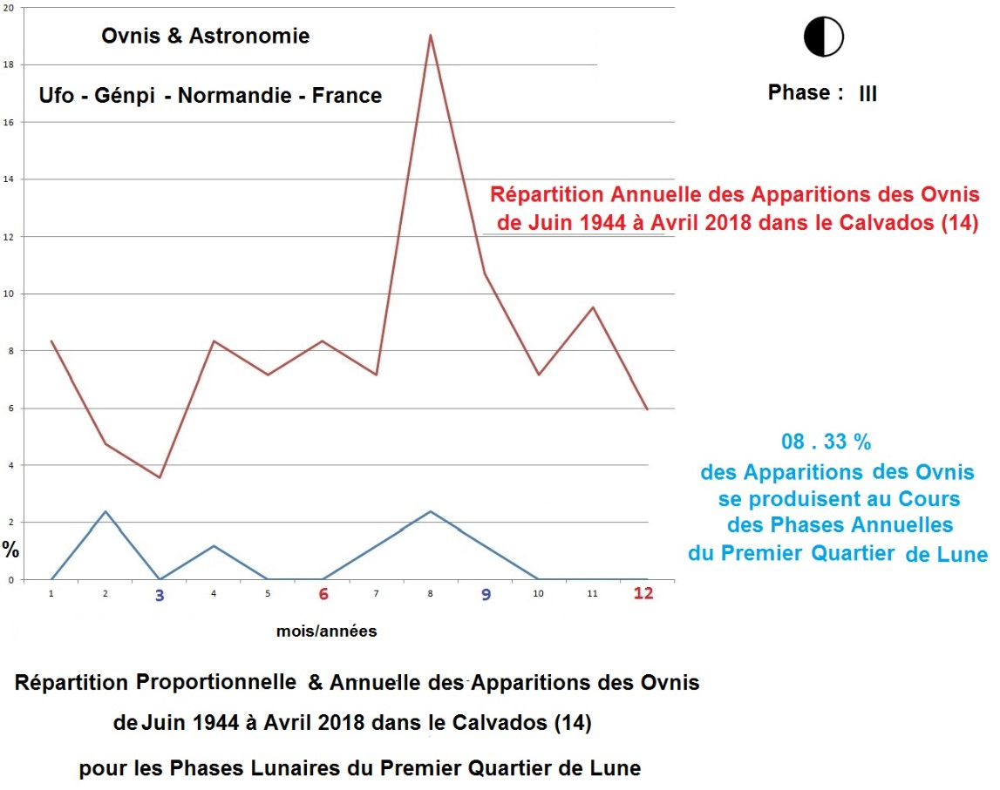 Ovnis & Astronomie
Ufo - Génpi - Normandie - France
Phase : III
20
18
16
14
12
10
8
6
4
2
%
0
Répartition Annuelle des Apparitions des Ovnis
de Juin 1944 à Avril 2018 dans le Calvados (14)
08 . 33 %
des Apparitions des Ovnis
se produisent au Cours
des Phases Annuelles
du Premier Quartier de Lune
1 2 3 4 5 6 7 8 9 10 11 12
mois/années
Répartition Proportionnelle & Annuelle des Apparitions des Ovnis
de Juin 1944 à Avril 2018 dans le Calvados (14)
pour les Phases Lunaires du Premier Quartier de Lune